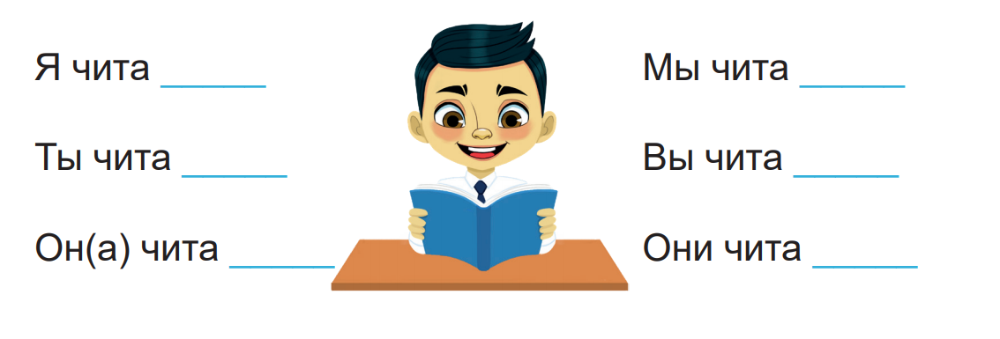 Я чита ______
Ты чита ______
Он(а) чита ______
Мы чита ______
Вы чита ______
Они чита ______